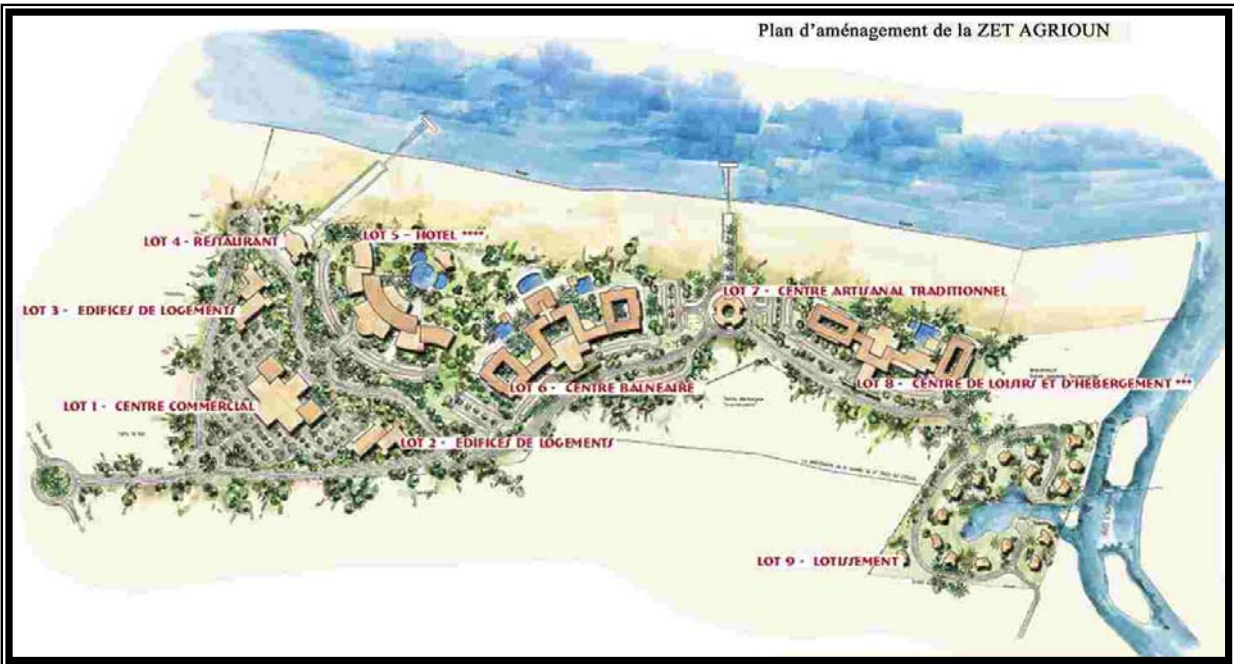 Plan d'aménagement de la ZET AGRIOUN
LOT 4 - RESTAURANT
LOT 5 - HOTEL ****
LOT 7 - CENTRE ARTISANAL TRADITIONNEL
LOT 3 - EDIFICES DE LOGEMENTS
LOT 8 - CENTRE DE LOISIRS ET D'HÉBERGEMENT ***
LOT 6 - CENTRE BALNEAIRE
LOT 1 - CENTRE COMMERCIAL
LOT 2 - EDIFICES DE LOGEMENTS
LOT 9 - LOTISSEMENT